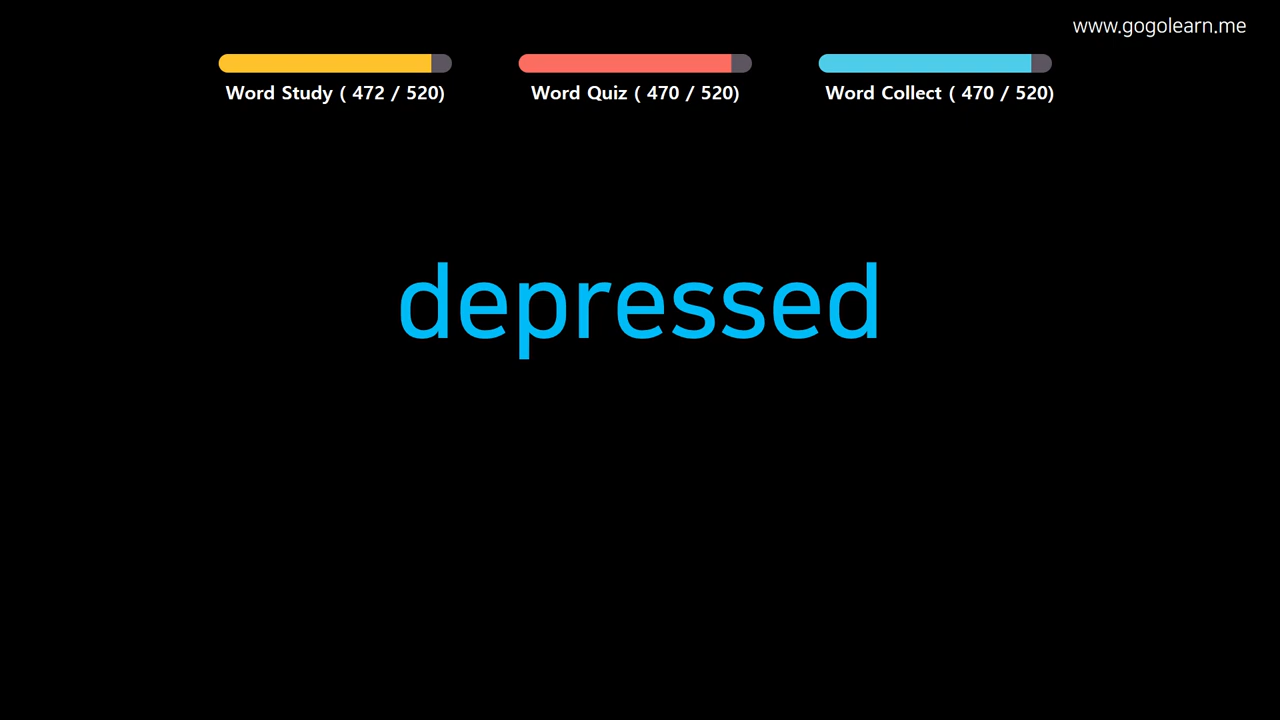 www.gogolearn.me
Word Study ( 472 / 520)
Word Quiz ( 470 / 520)
Word Collect ( 470 / 520)
depressed